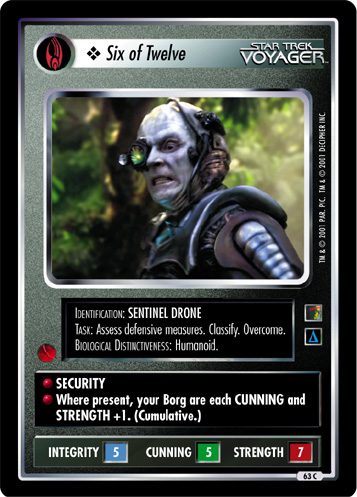 ❖ Six of Twelve
STAR TREK
VOYAGER™
TM & © 2001 PAR. PIC. TM & © 2001 DECIPHER INC.
IDENTIFICATION: SENTINEL DRONE
TASK: Assess defensive measures. Classify. Overcome.
BIOLOGICAL DISTINCTIVENESS: Humanoid.
SECURITY
Where present, your Borg are each CUNNING and
STRENGTH +1. (Cumulative.)
INTEGRITY 5 CUNNING 5 STRENGTH 7
63 C